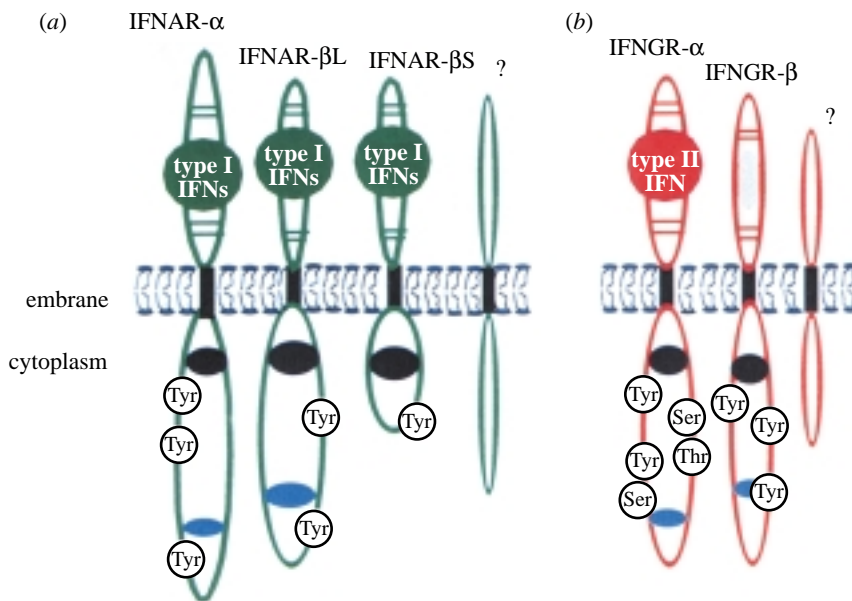 (a)
IFNAR-α
IFNAR-βL
IFNAR-βS
?
type I
IFNs
type I
IFNs
type I
IFNs
embrane
cytoplasm
Tyr
Tyr
Tyr
Tyr
Tyr
Tyr
(b)
IFNGR-α
IFNGR-β
?
type II
IFN
Tyr
Ser
Tyr
Thr
Ser
Tyr
Tyr
Tyr